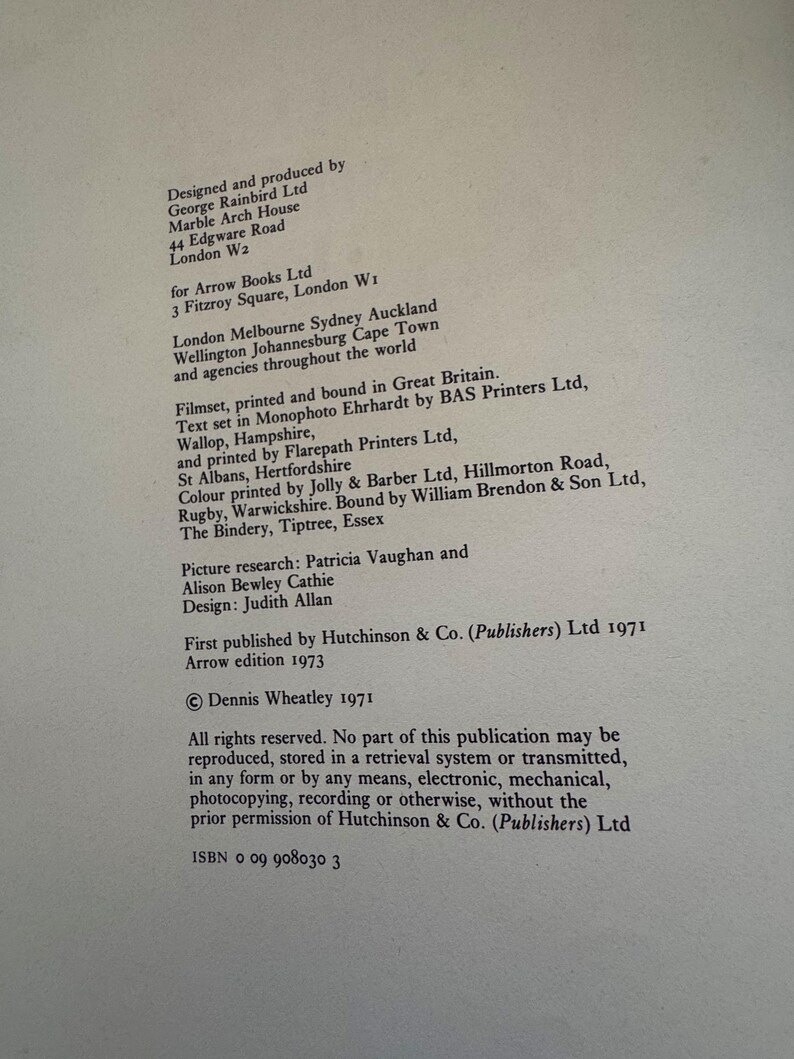 Designed and produced by
George Rainbird Ltd
Marble Arch House
44 Edgware Road
London W2
for Arrow Books Ltd
3 Fitzroy Square, London W1
London Melbourne Sydney Auckland
Wellington Johannesburg Cape Town
and agencies throughout the world
Filmset, printed and bound in Great Britain.
Text set in Monophoto Ehrhardt by BAS Printers Ltd,
Wallop, Hampshire,
and printed by Flarepath Printers Ltd,
St Albans, Hertfordshire
Colour printed by Jolly & Barber Ltd, Hillmorton Road,
Rugby, Warwickshire. Bound by William Brendon & Son Ltd,
The Bindery, Tiptree, Essex
Picture research: Patricia Vaughan and
Alison Bewley Cathie
Design: Judith Allan
First published by Hutchinson & Co. (Publishers) Ltd 1971
Arrow edition 1973
© Dennis Wheatley 1971
All rights reserved. No part of this publication may be
reproduced, stored in a retrieval system or transmitted,
in any form or by any means, electronic, mechanical,
photocopying, recording or otherwise, without the
prior permission of Hutchinson & Co. (Publishers) Ltd
ISBN 0 09 908030 3